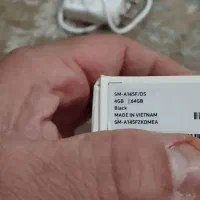 SM-A165F/DS
4GB | 64GB
Black
MADE IN VIETNAM
SM-A165FZKDMEA